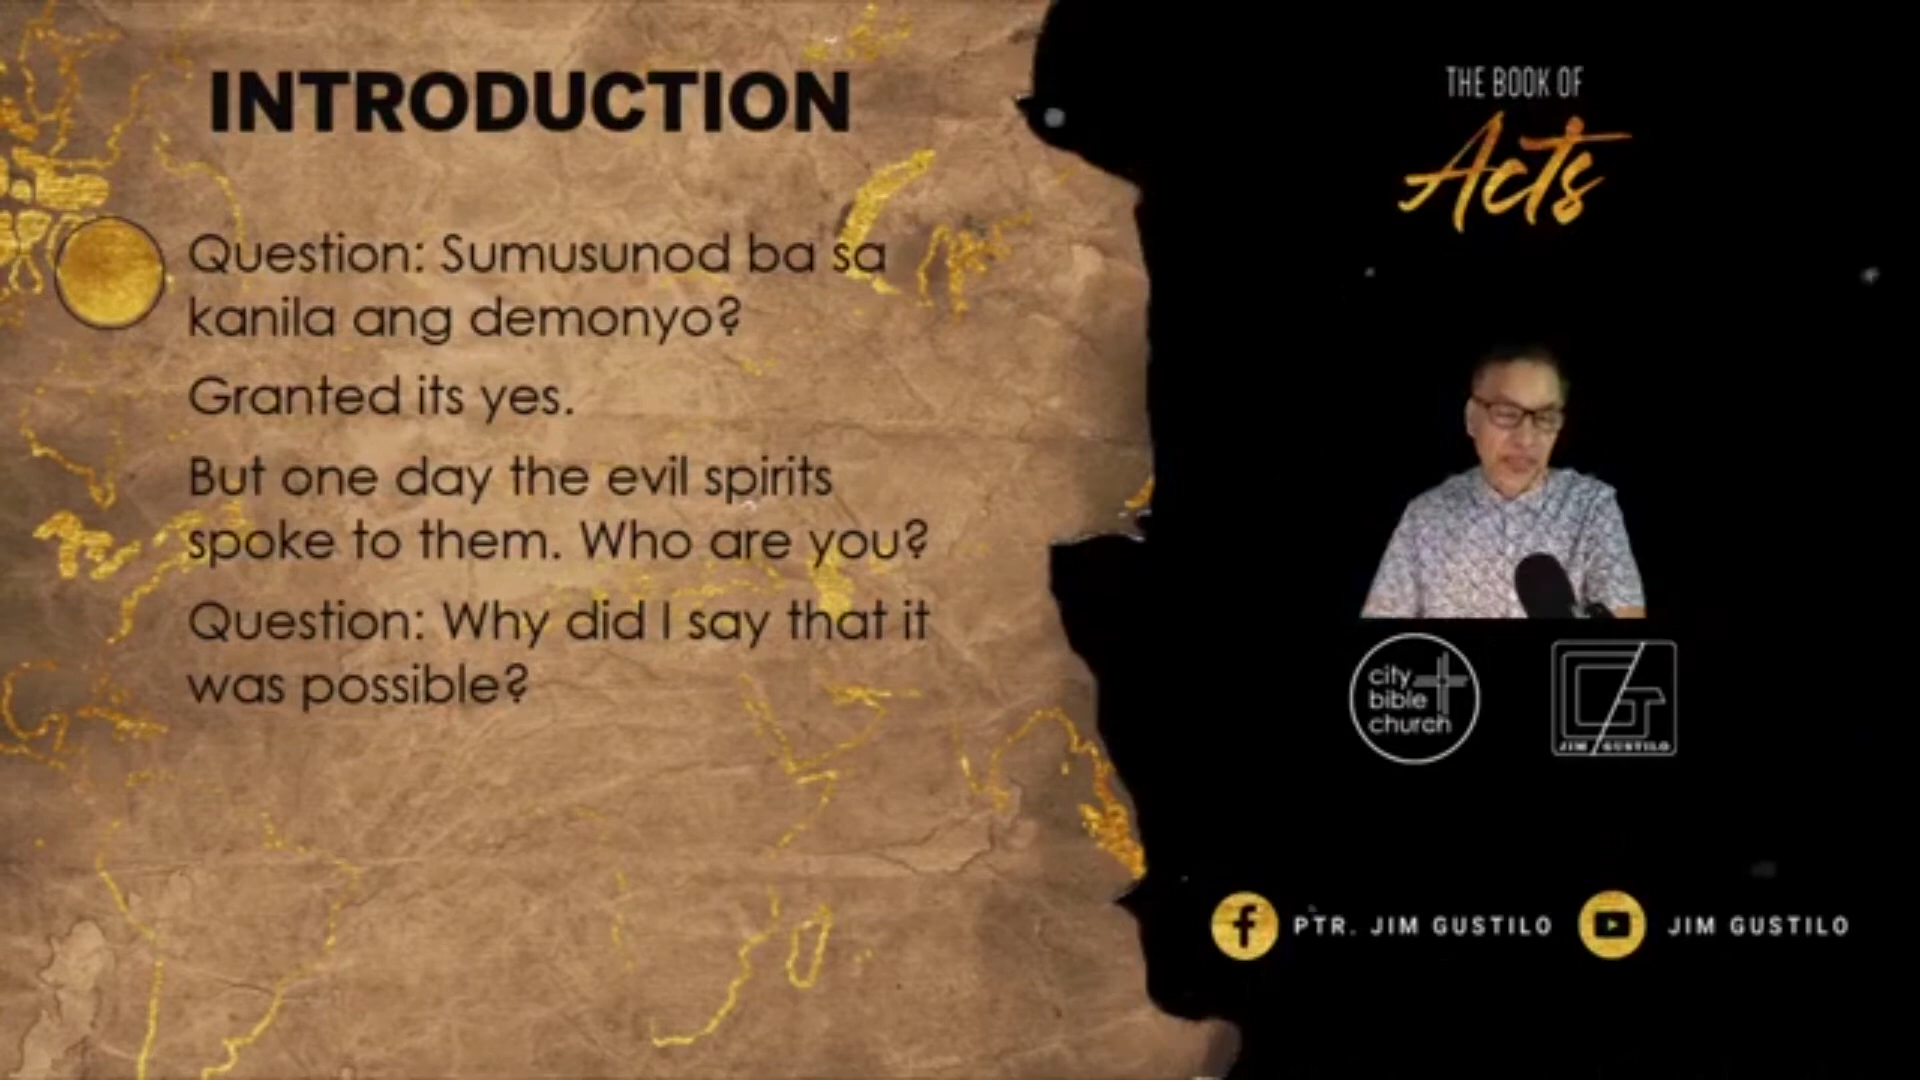 INTRODUCTION
Question: Sumusunod ba sa
kanila ang demonyo?
Granted its yes.
But one day the evil spirits
spoke to them. Who are you?
Question: Why did I say that it
was possible?
THE BOOK OF
Acts
city
bible
church
JIM GUSTILO
PTR. JIM GUSTILO
JIM GUSTILO